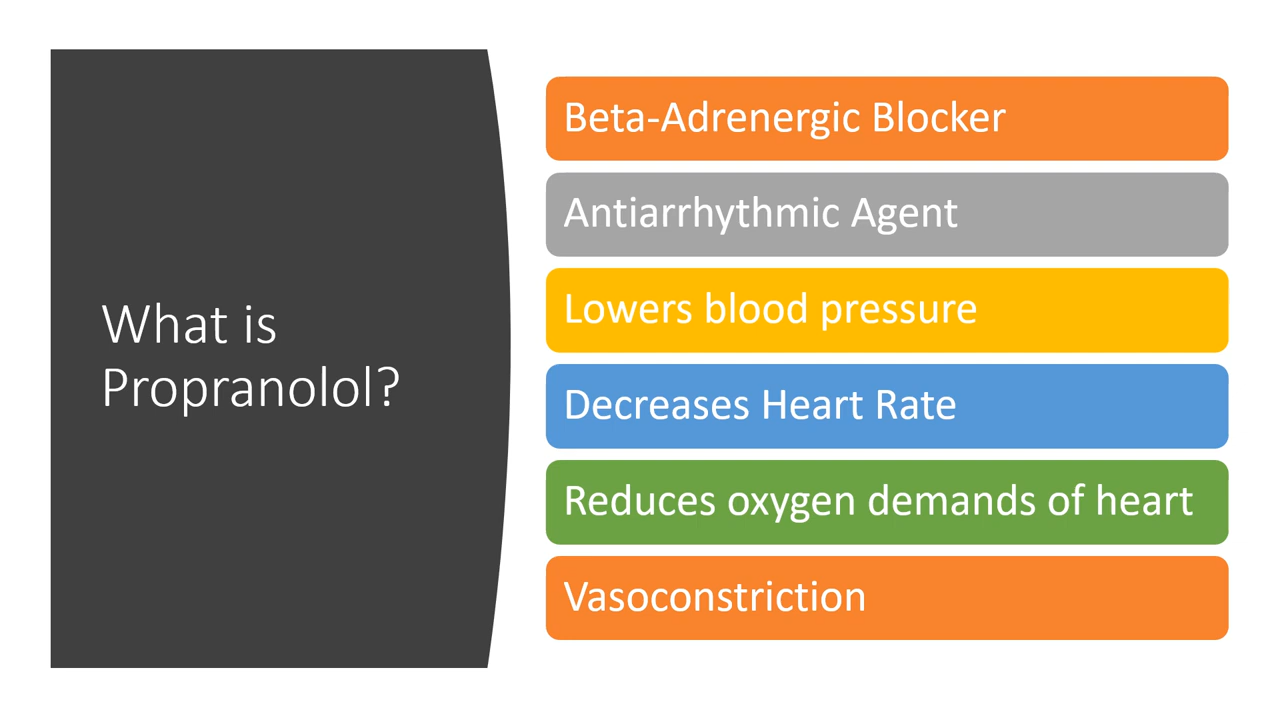 What is
Propranolol?
Beta-Adrenergic Blocker
Antiarrhythmic Agent
Lowers blood pressure
Decreases Heart Rate
Reduces oxygen demands of heart
Vasoconstriction